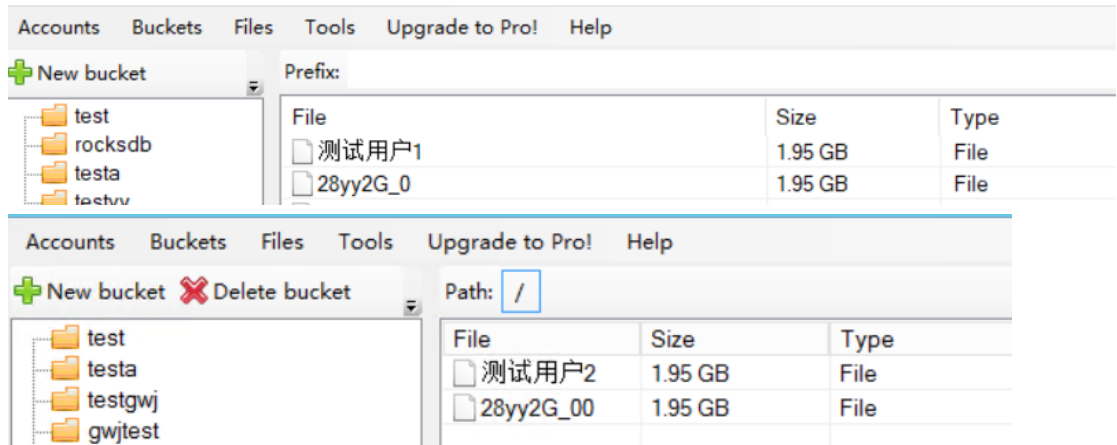 Accounts Buckets Files Tools Upgrade to Pro! Help
New bucket Prefix:
test File Size Type
rocksdb 测试用户1 1.95 GB File
testa 28yy2G_0 1.95 GB File
testyy
Accounts Buckets Files Tools Upgrade to Pro! Help
New bucket Delete bucket Path: /
test File Size Type
testa 测试用户2 1.95 GB File
testgwj 28yy2G_00 1.95 GB File
gwjtest